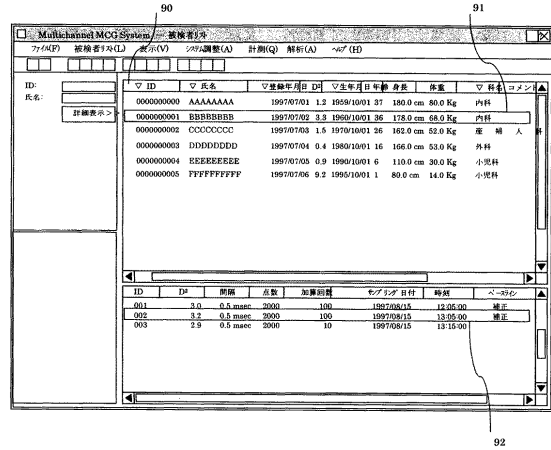 90
91
Multichannel MCG System 被検者リスト
ファイル(F) 被検者リスト(L) 表示(V) システム調整(A) 計測(Q) 解析(A) ヘルプ(H)
ID:
氏名:
詳細表示>
▽ ID ▽ 氏名 ▽登録年月日 D² ▽生年月日 年齢 身長 体重 ▽ 科名 コメント
0000000000 AAAAAAAA 1997/07/01 1.2 1959/10/01 37 180.0 cm 80.0 Kg 内科
0000000001 BBBBBBBB 1997/07/02 3.3 1960/10/01 36 178.0 cm 68.0 Kg 内科
0000000002 CCCCCCCC 1997/07/03 1.5 1970/10/01 26 162.0 cm 52.0 Kg 産 婦 人 科
0000000003 DDDDDDDD 1997/07/04 0.4 1980/10/01 16 166.0 cm 53.0 Kg 外科
0000000004 EEEEEEEEE 1997/07/05 0.9 1990/10/01 6 110.0 cm 30.0 Kg 小児科
0000000005 FFFFFFFFFF 1997/07/06 9.2 1995/10/01 1 80.0 cm 14.0 Kg 小児科
ID D² 間隔 点数 加算回数 サンプリング日付 時刻 ベースライン
001 3.0 0.5 msec 2000 100 1997/08/15 12:05:00 補正
002 3.2 0.5 msec 2000 100 1997/08/15 13:05:00 補正
003 2.9 0.5 msec 2000 10 1997/08/15 13:15:00
92